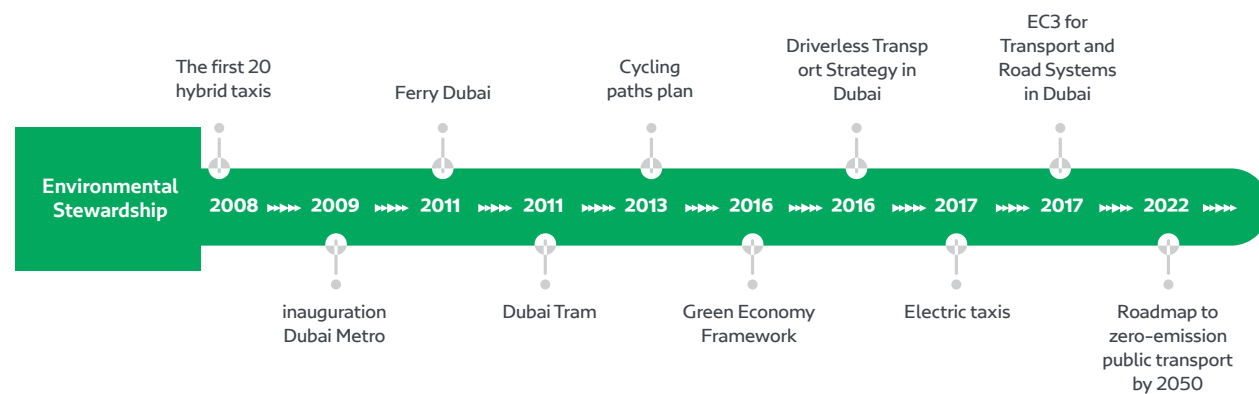 The first 20
hybrid taxis
Ferry Dubai
Cycling
paths plan
Driverless Transp
ort Strategy in
Dubai
EC3 for
Transport and
Road Systems
in Dubai
Environmental
Stewardship
2008 2009 2011 2011 2013 2016 2016 2017 2017 2022
inauguration
Dubai Metro
Dubai Tram
Green Economy
Framework
Electric taxis
Roadmap to
zero-emission
public transport
by 2050